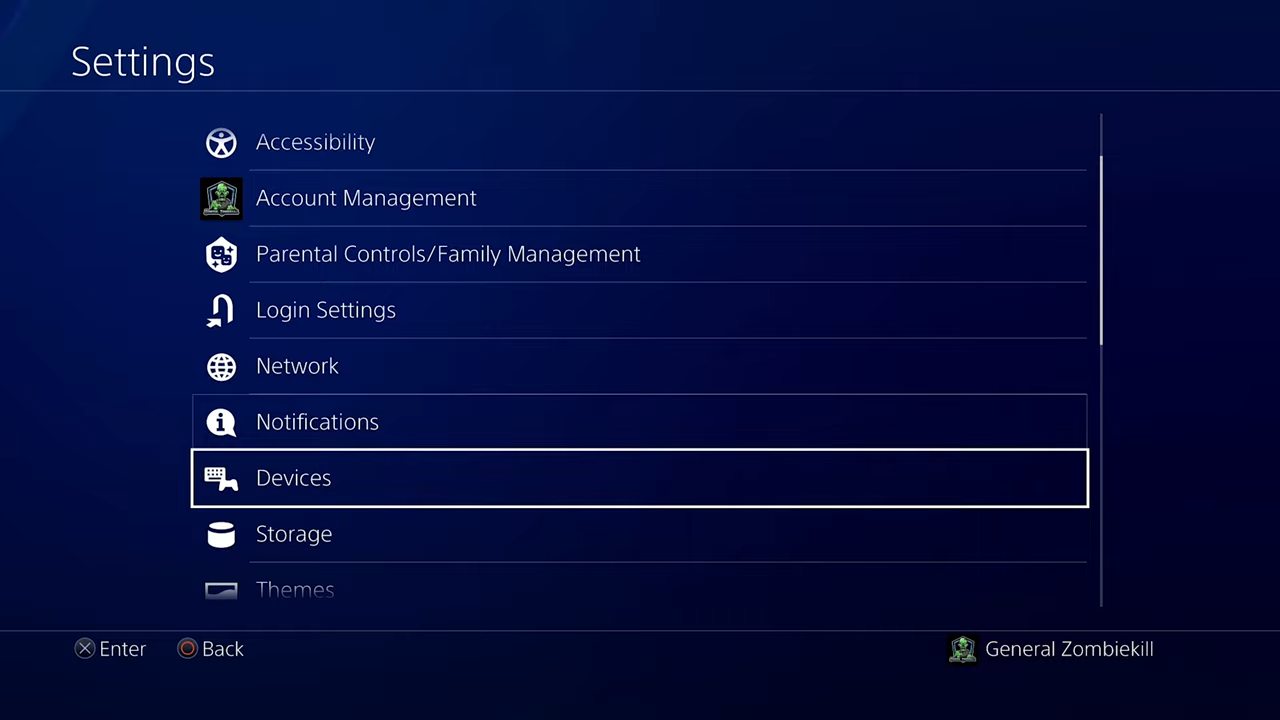 Settings
Accessibility
Account Management
Parental Controls/Family Management
Login Settings
Network
Notifications
Devices
Storage
Themes
Enter
Back
General Zombiekill